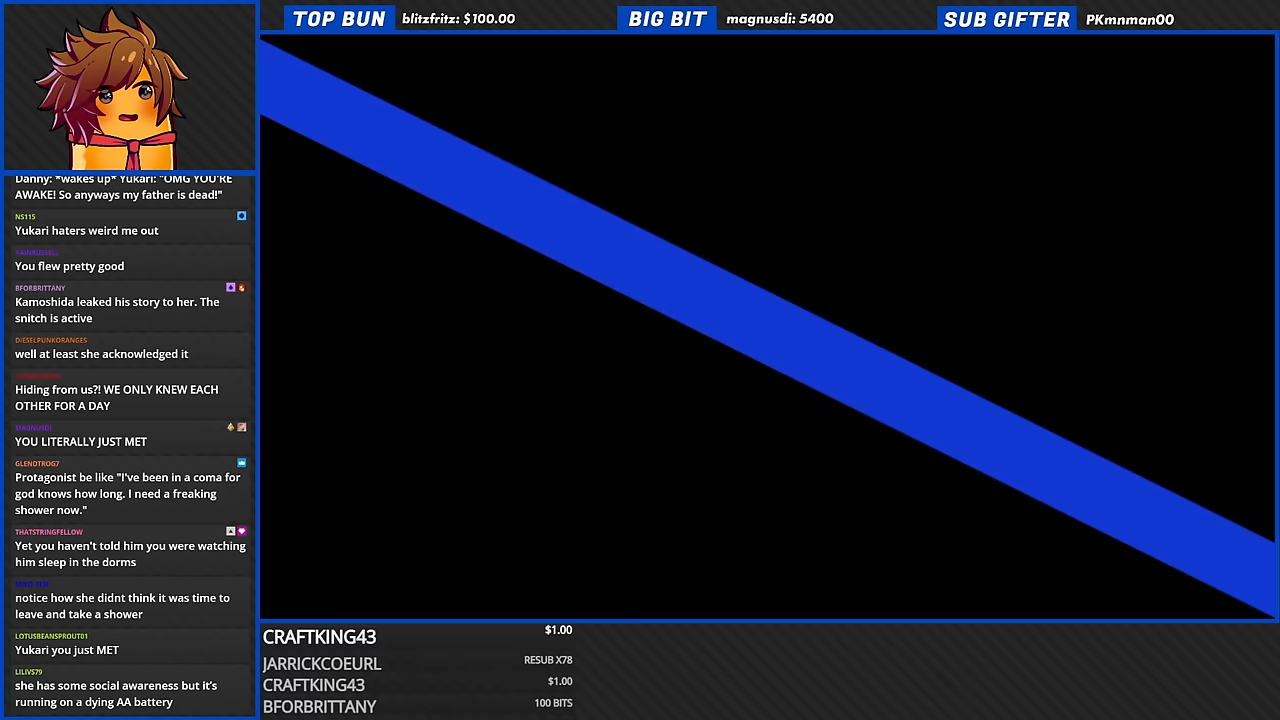 TOP BUN blitzfritz: $100.00 BIG BIT magnusdi: 5400 SUB GIFTER PKmnman00
Danny: *wakes up* Yukari: "OMG YOU'RE
AWAKE! So anyways my father is dead!"
NS115
Yukari haters weird me out
You flew pretty good
BFORBRITTANY
Kamoshida leaked his story to her. The
snitch is active
DIESELPUNKORANGES
well at least she acknowledged it
Hiding from us?! WE ONLY KNEW EACH
OTHER FOR A DAY
MAGNUSDI
YOU LITERALLY JUST MET
GLENDTROG7
Protagonist be like "I've been in a coma for
god knows how long. I need a freaking
shower now."
THATSTRINGFELLOW
Yet you haven't told him you were watching
him sleep in the dorms
notice how she didnt think it was time to
leave and take a shower
LOTUSBEANSPROUT01
Yukari you just MET
LILIVS79
she has some social awareness but it's
running on a dying AA battery
CRAFTKING43 $1.00
JARRICKCOEURL RESUB X78
CRAFTKING43 $1.00
BFORBRITTANY 100 BITS